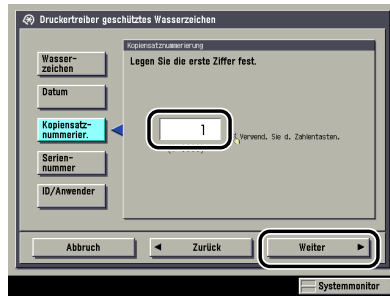 Druckertreiber geschütztes Wasserzeichen
Kopiensatznummerierung
Legen Sie die erste Ziffer fest.
Wasser-
zeichen
Datum
Kopiensatz-
nummerier.
Serien-
nummer
ID/Anwender
1
Verwend. Sie d. Zahlentasten.
Abbruch
Zurück
Weiter
Systemmonitor